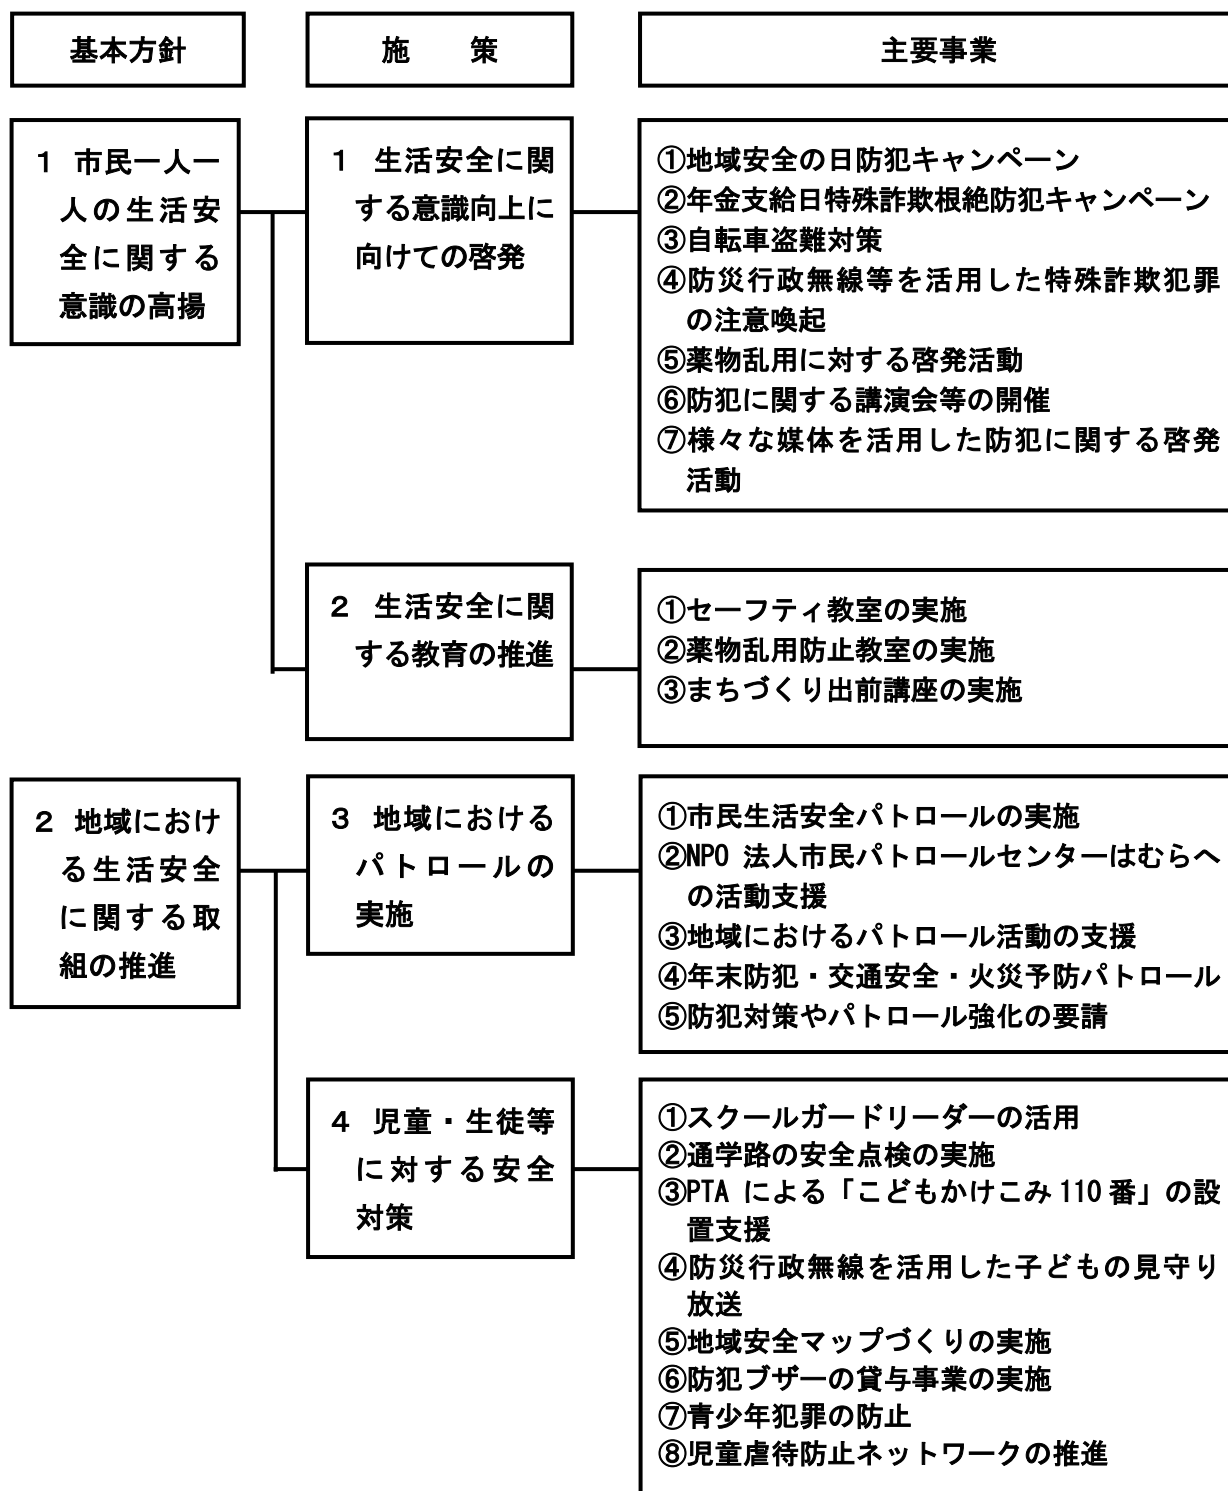 基本方針
施　　策
主要事業
１　市民一人一
人の生活安
全に関する
意識の高揚
１　生活安全に関
する意識向上に
向けての啓発
①地域安全の日防犯キャンペーン
②年金支給日特殊詐欺根絶防犯キャンペーン
③自転車盗難対策
④防災行政無線等を活用した特殊詐欺犯罪
の注意喚起
⑤薬物乱用に対する啓発活動
⑥防犯に関する講演会等の開催
⑦様々な媒体を活用した防犯に関する啓発
活動
２　生活安全に関
する教育の推進
①セーフティ教室の実施
②薬物乱用防止教室の実施
③まちづくり出前講座の実施
２　地域におけ
る生活安全
に関する取
組の推進
３　地域における
パトロールの
実施
①市民生活安全パトロールの実施
②NPO 法人市民パトロールセンターはむらへ
の活動支援
③地域におけるパトロール活動の支援
④年末防犯・交通安全・火災予防パトロール
⑤防犯対策やパトロール強化の要請
４　児童・生徒等
に対する安全
対策
①スクールガードリーダーの活用
②通学路の安全点検の実施
③PTA による「こどもかけこみ 110 番」の設
置支援
④防災行政無線を活用した子どもの見守り
放送
⑤地域安全マップづくりの実施
⑥防犯ブザーの貸与事業の実施
⑦青少年犯罪の防止
⑧児童虐待防止ネットワークの推進